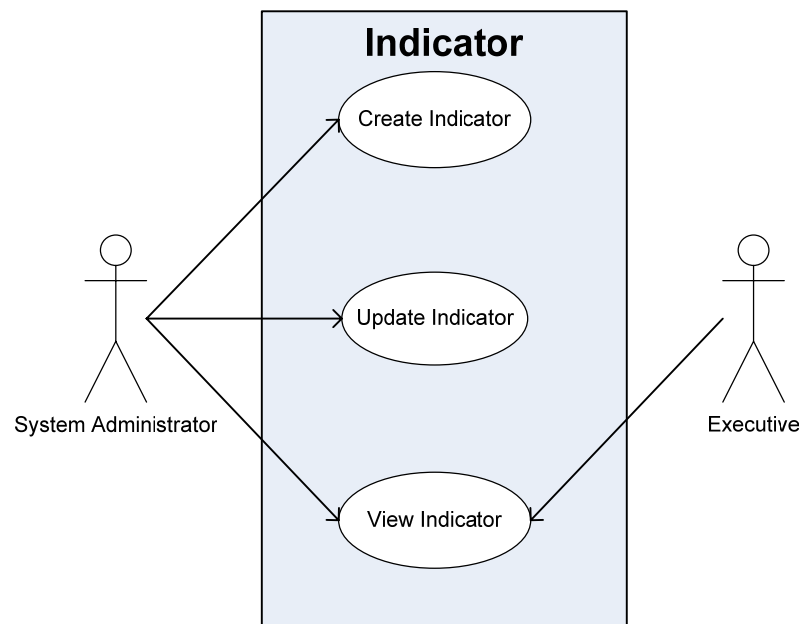 Indicator
Create Indicator
Update Indicator
System Administrator
Executive
View Indicator